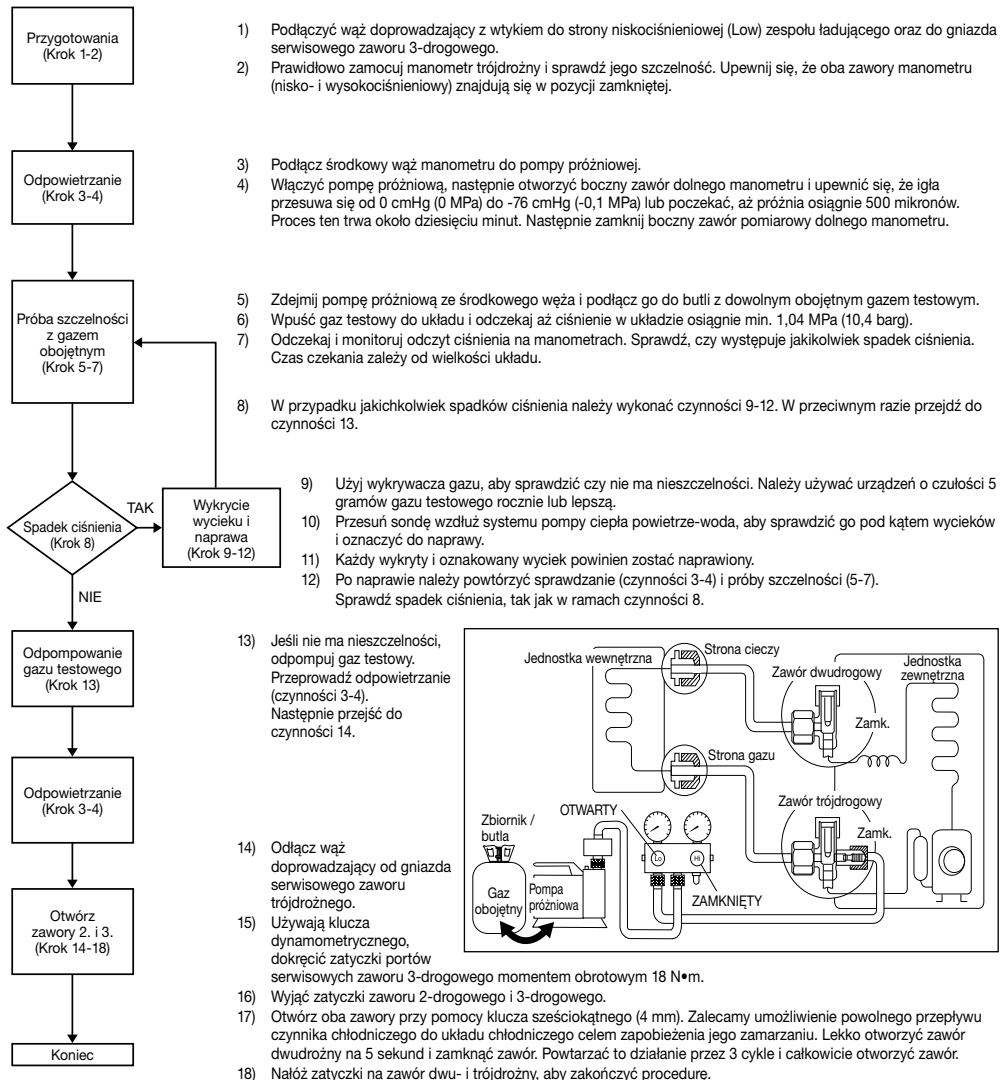 Przygotowania
(Krok 1-2)
1) Podłączyć wąż doprowadzający z wtykiem do strony niskociśnieniowej (Low) zespołu ładującego oraz do gniazda
serwisowego zaworu 3-drogowego.
2) Prawidłowo zamocuj manometr trójdrożny i sprawdź jego szczelność. Upewnij się, że oba zawory manometru
(nisko- i wysokociśnieniowy) znajdują się w pozycji zamkniętej.
Odpowietrzanie
(Krok 3-4)
3) Podłącz środkowy wąż manometru do pompy próżniowej.
4) Włączyć pompę próżniową, następnie otworzyć boczny zawór dolnego manometru i upewnić się, że igła
przesuwa się od 0 cmHg (0 MPa) do -76 cmHg (-0,1 MPa) lub poczekać, aż próżnia osiągnie 500 mikronów.
Proces ten trwa około dziesięciu minut. Następnie zamknij boczny zawór pomiarowy dolnego manometru.
Próba szczelności
z gazem
obojętnym
(Krok 5-7)
5) Zdejmij pompę próżniową ze środkowego węża i podłącz go do butli z dowolnym obojętnym gazem testowym.
6) Wpuść gaz testowy do układu i odczekaj aż ciśnienie w układzie osiągnie min. 1,04 MPa (10,4 barg).
7) Odczekaj i monitoruj odczyt ciśnienia na manometrach. Sprawdź, czy występuje jakikolwiek spadek ciśnienia.
Czas czekania zależy od wielkości układu.
8) W przypadku jakichkolwiek spadków ciśnienia należy wykonać czynności 9-12. W przeciwnym razie przejdź do
czynności 13.
Spadek ciśnienia
(Krok 8)
TAK
NIE
Wykrycie
wycieku i
naprawa
(Krok 9-12)
9) Użyj wykrywacza gazu, aby sprawdzić czy nie ma nieszczelności. Należy używać urządzeń o czułości 5
gramów gazu testowego rocznie lub lepszą.
10) Przesuń sondę wzdłuż systemu pompy ciepła powietrze-woda, aby sprawdzić go pod kątem wycieków
i oznaczyć do naprawy.
11) Każdy wykryty i oznakowany wyciek powinien zostać naprawiony.
12) Po naprawie należy powtórzyć sprawdzanie (czynności 3-4) i próby szczelności (5-7).
Sprawdź spadek ciśnienia, tak jak w ramach czynności 8.
Odpompowanie
gazu testowego
(Krok 13)
13) Jeśli nie ma nieszczelności,
odpompuj gaz testowy.
Przeprowadź odpowietrzanie
(czynności 3-4).
Następnie przejść do
czynności 14.
Jednostka wewnętrzna
Strona cieczy
Zawór dwudrogowy
Jednostka
zewnętrzna
Zamk.
Strona gazu
Zawór trójdrogowy
Zamk.
OTWARTY
Zbiornik /
butla
Lo
Hi
ZAMKNIĘTY
Gaz
obojętny
Pompa
próżniowa
Odpowietrzanie
(Krok 3-4)
14) Odłącz wąż
doprowadzający od gniazda
serwisowego zaworu
trójdrożnego.
Otwórz
zawory 2. i 3.
(Krok 14-18)
15) Używają klucza
dynamometrycznego,
dokręcić zatyczki portów
serwisowych zaworu 3-drogowego momentem obrotowym 18 N•m.
16) Wyjąć zatyczki zaworu 2-drogowego i 3-drogowego.
17) Otwórz oba zawory przy pomocy klucza sześciokątnego (4 mm). Zalecamy umożliwienie powolnego przepływu
czynnika chłodniczego do układu chłodniczego celem zapobieżenia jego zamarzaniu. Lekko otworzyć zawór
dwudrożny na 5 sekund i zamknąć zawór. Powtarzać to działanie przez 3 cykle i całkowicie otworzyć zawór.
Koniec
18) Nałóż zatyczki na zawór dwu- i trójdrożny, aby zakończyć procedurę.